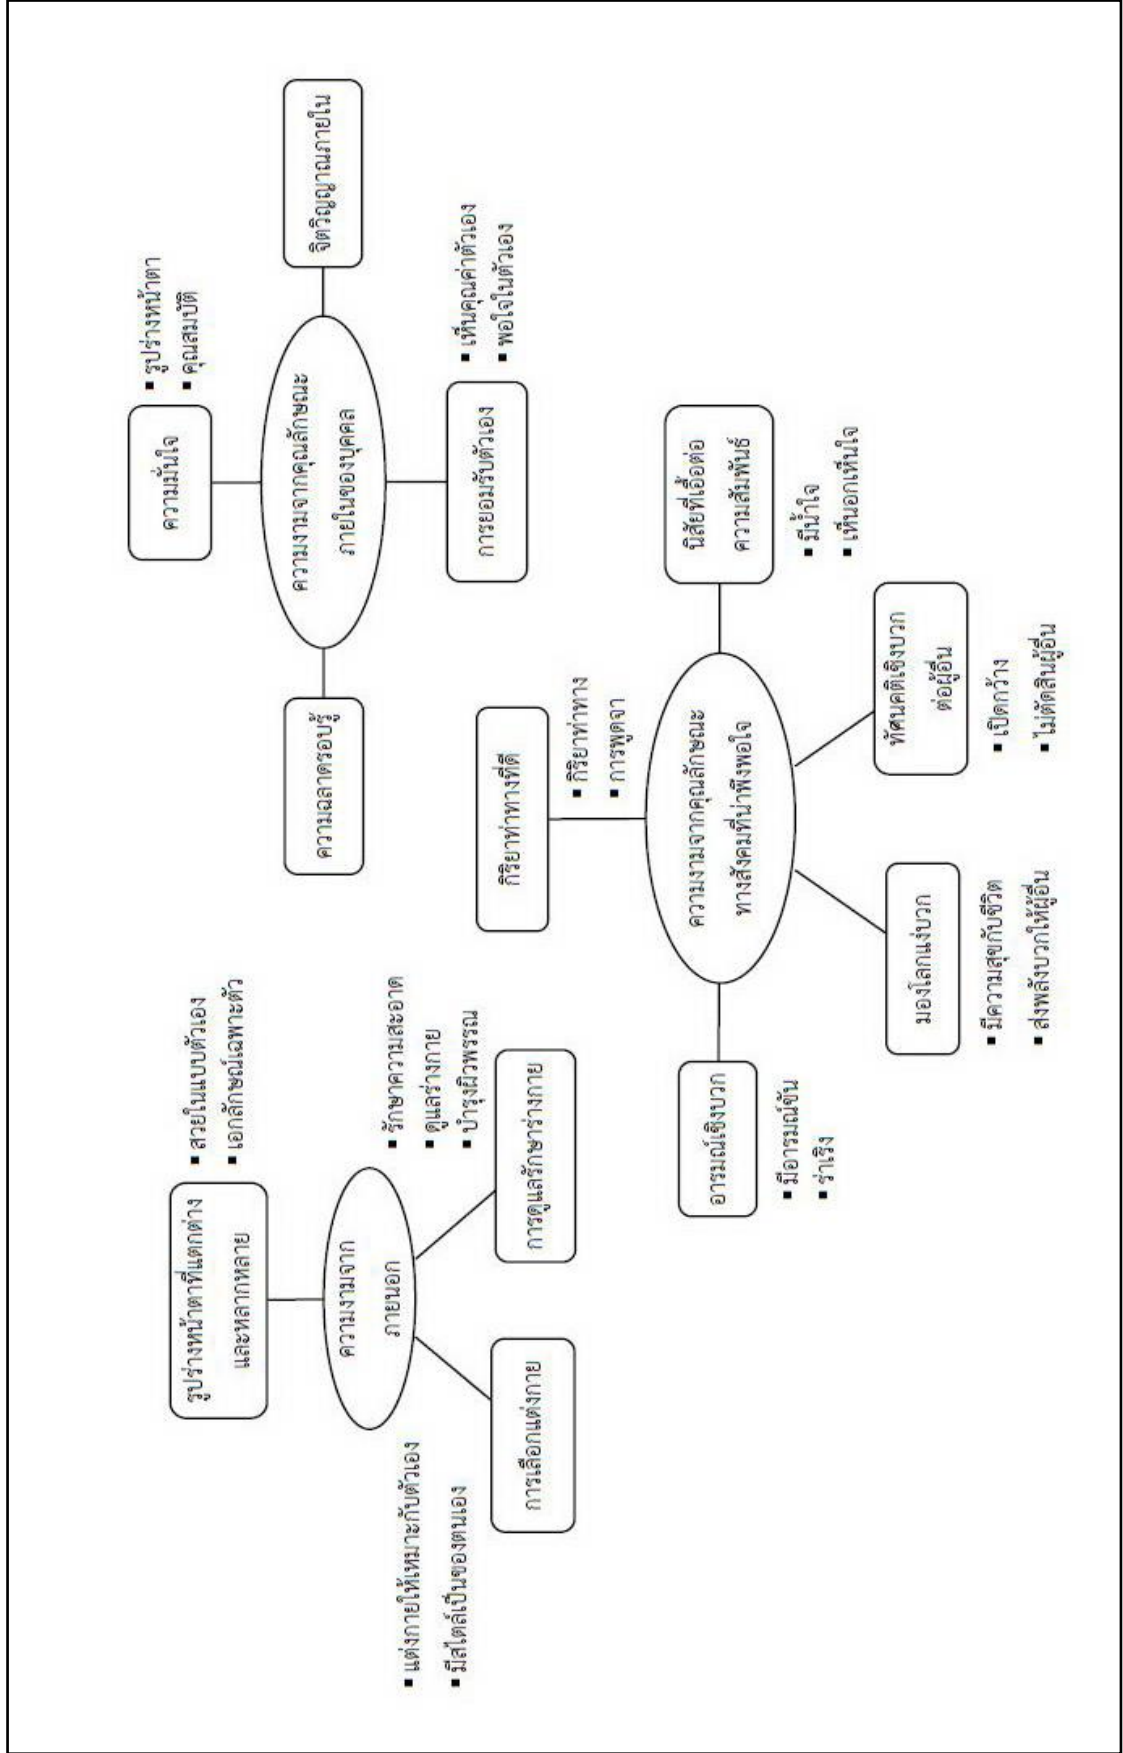 รูปร่างหน้าตาที่แตกต่าง
และหลากหลาย
▪ สวยในแบบตัวเอง
▪ เอกลักษณ์เฉพาะตัว
ความงามจาก
ภายนอก
▪ แต่งกายให้เหมาะกับตัวเอง
▪ มีสไตล์เป็นของตนเอง
การเลือกแต่งกาย
▪ รักษาความสะอาด
▪ ดูแลร่างกาย
▪ บำรุงผิวพรรณ
การดูแลรักษาร่างกาย
ความมั่นใจ
▪ รูปร่างหน้าตา
▪ คุณสมบัติ
ความฉลาดรอบรู้
ความงามจากคุณลักษณะ
ภายในของบุคคล
จิตวิญญาณภายใน
การยอมรับตัวเอง
▪ เห็นคุณค่าตัวเอง
▪ พอใจในตัวเอง
กิริยาท่าทางที่ดี
▪ กิริยาท่าทาง
▪ การพูดจา
อารมณ์เชิงบวก
▪ มีอารมณ์ขัน
▪ ร่าเริง
ความงามจากคุณลักษณะ
ทางสังคมที่น่าพึงพอใจ
นิสัยที่เอื้อต่อ
ความสัมพันธ์
▪ มีน้ำใจ
▪ เห็นอกเห็นใจ
มองโลกแง่บวก
▪ มีความสุขกับชีวิต
▪ ส่งพลังบวกให้ผู้อื่น
ทัศนคติเชิงบวก
ต่อผู้อื่น
▪ เปิดกว้าง
▪ ไม่ตัดสินผู้อื่น